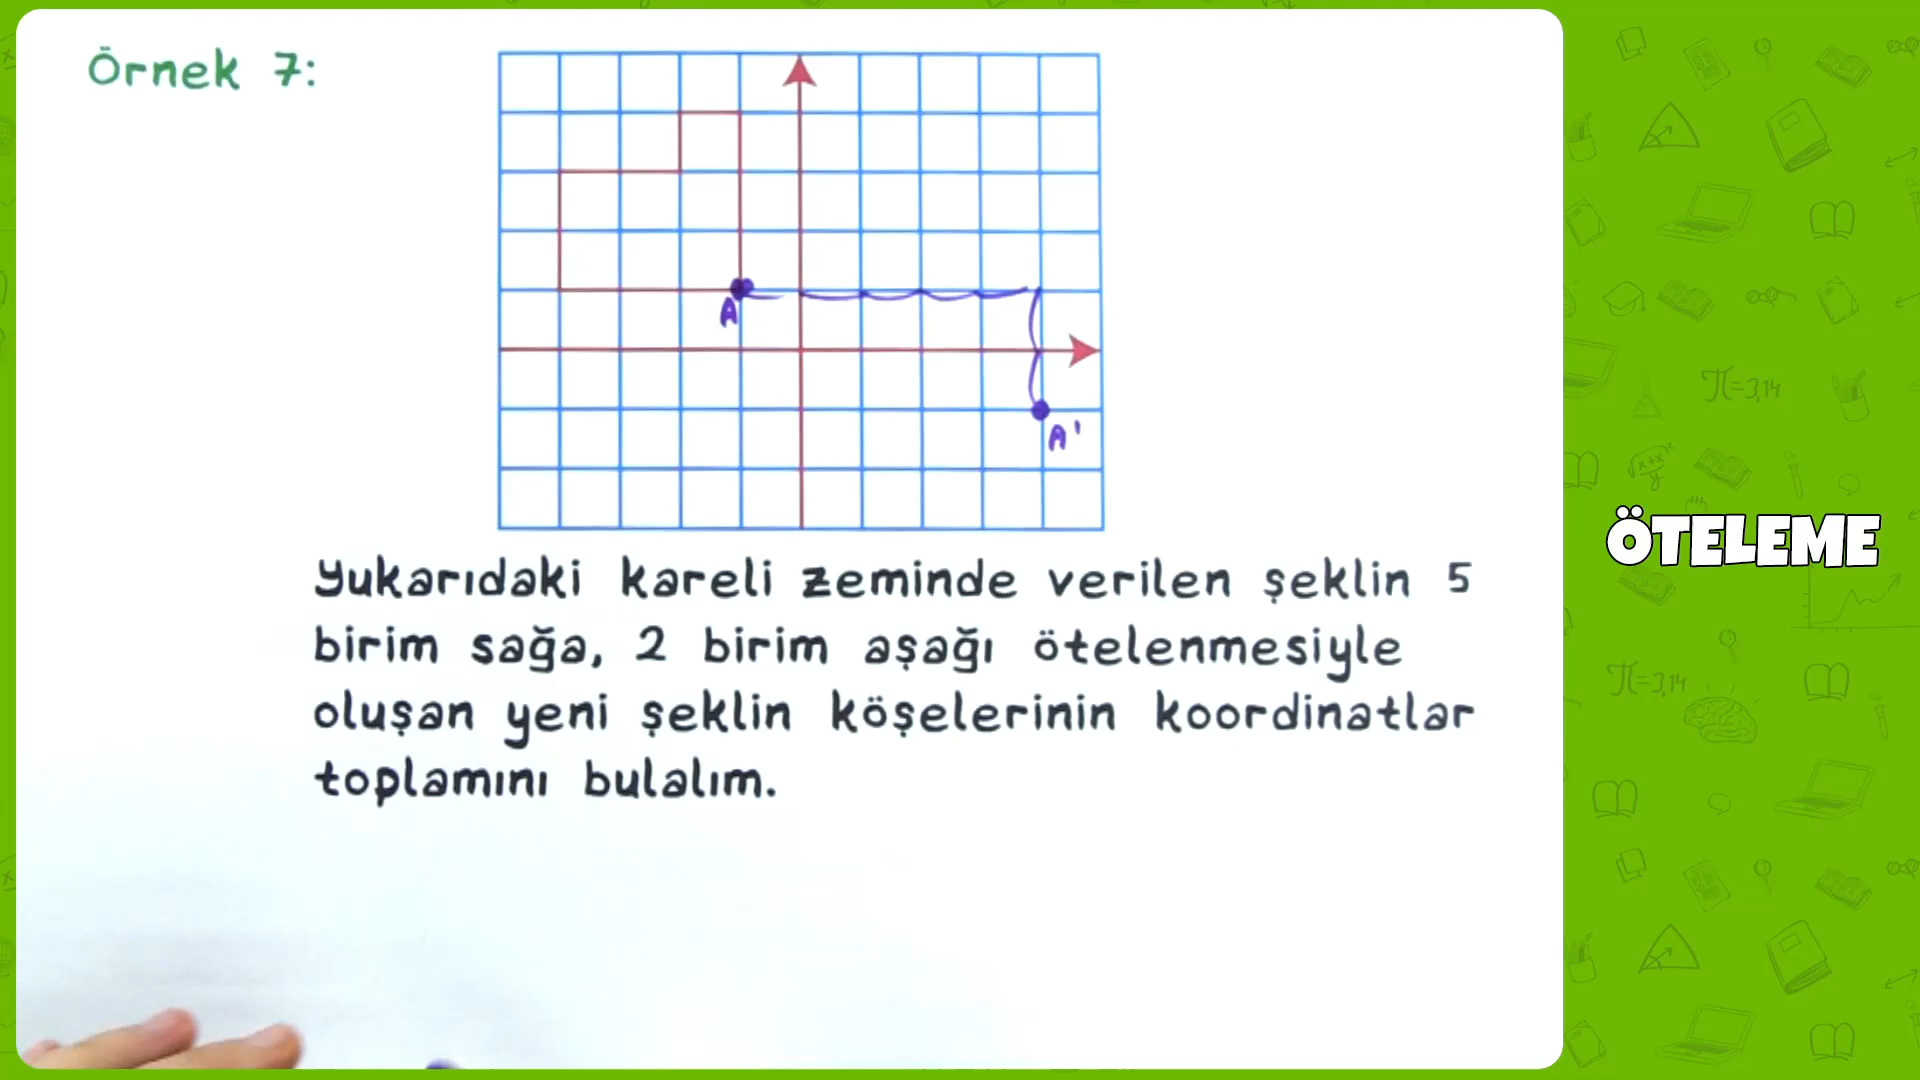 Örnek 7:
A
A'
Yukarıdaki kareli zeminde verilen şeklin 5
birim sağa, 2 birim aşağı ötelenmesiyle
oluşan yeni şeklin köşelerinin koordinatlar
toplamını bulalım.
ÖTELEME
π=3,14
π=3,14